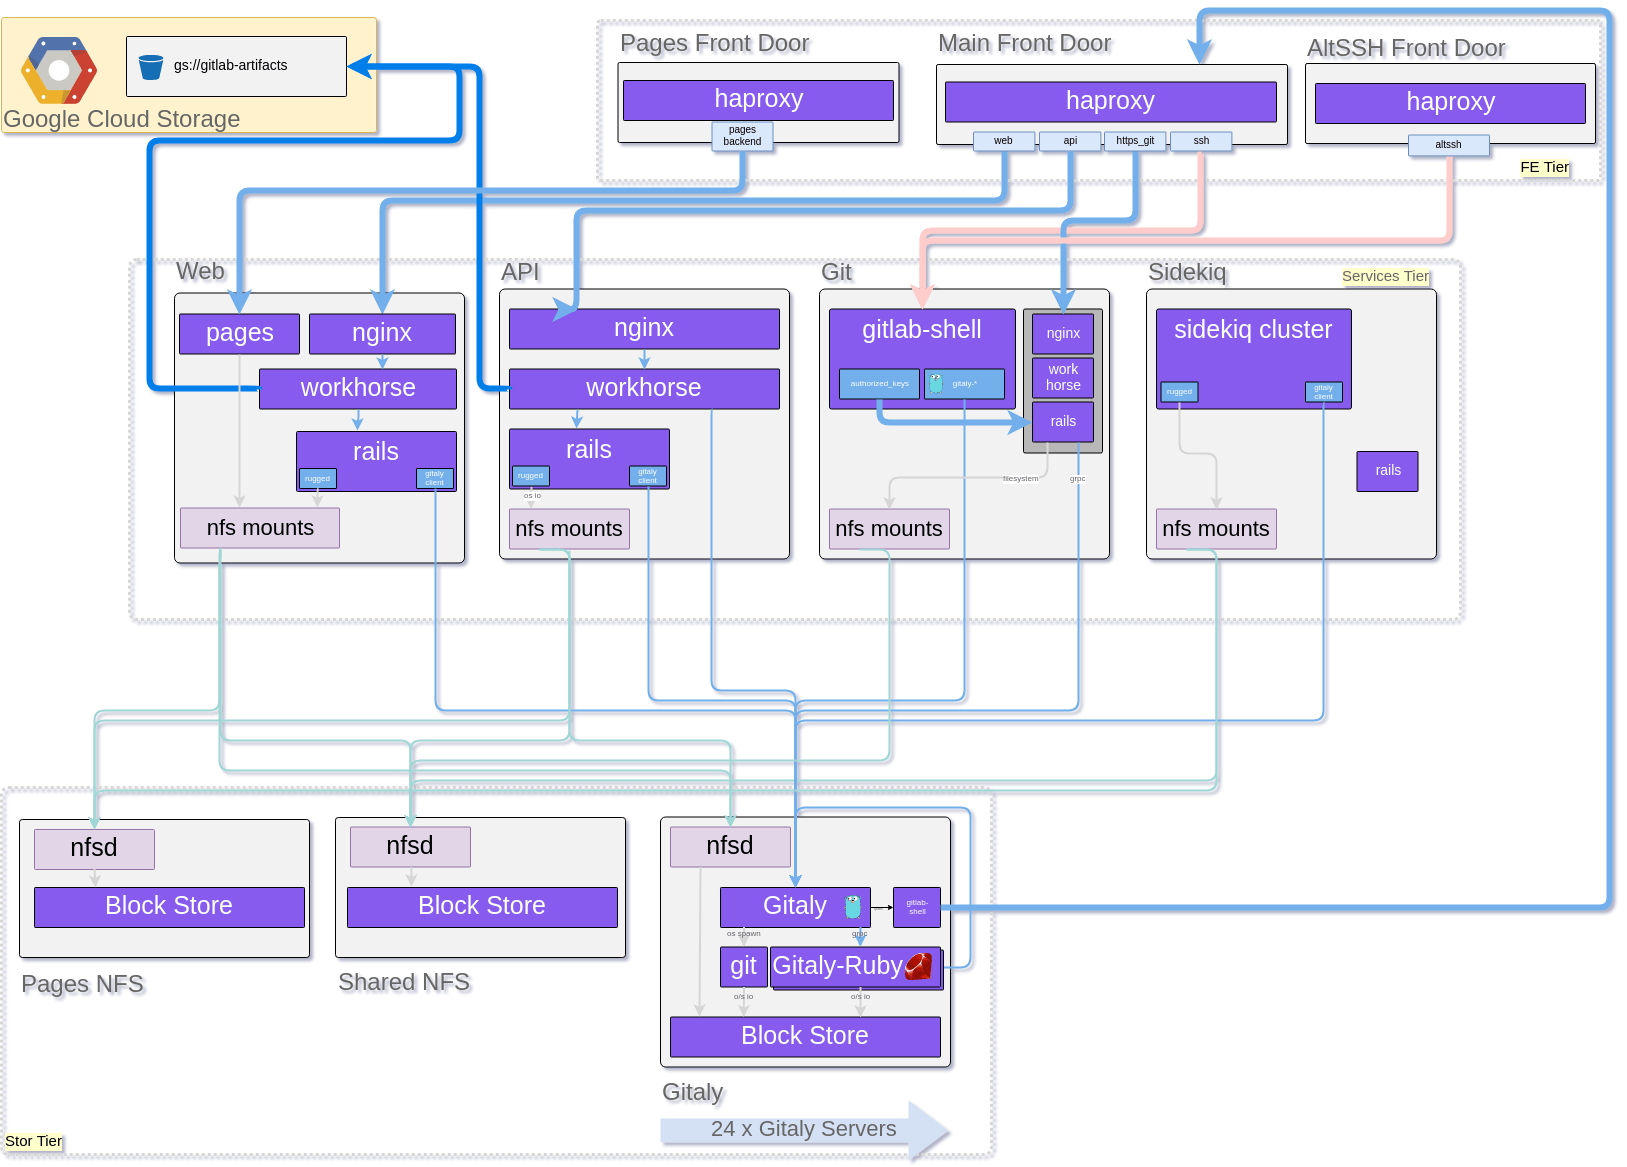 gs://gitlab-artifacts
Google Cloud Storage
Pages Front Door
haproxy
pages
backend
Main Front Door
haproxy
web
api
https_git
ssh
AltSSH Front Door
haproxy
altssh
FE Tier
Services Tier
Web
pages
nginx
workhorse
rails
rugged
gitaly
client
nfs mounts
API
nginx
workhorse
rails
rugged
gitaly
client
os io
nfs mounts
Git
gitlab-shell
authorized_keys
gitaly-*
nginx
work
horse
rails
filesystem
grpc
nfs mounts
Sidekiq
sidekiq cluster
rugged
gitaly
client
rails
nfs mounts
nfsd
Block Store
Pages NFS
nfsd
Block Store
Shared NFS
nfsd
Gitaly
gitlab-
shell
os spawn
grpc
git
Gitaly-Ruby
o/s io
o/s io
Block Store
Gitaly
24 x Gitaly Servers
Stor Tier